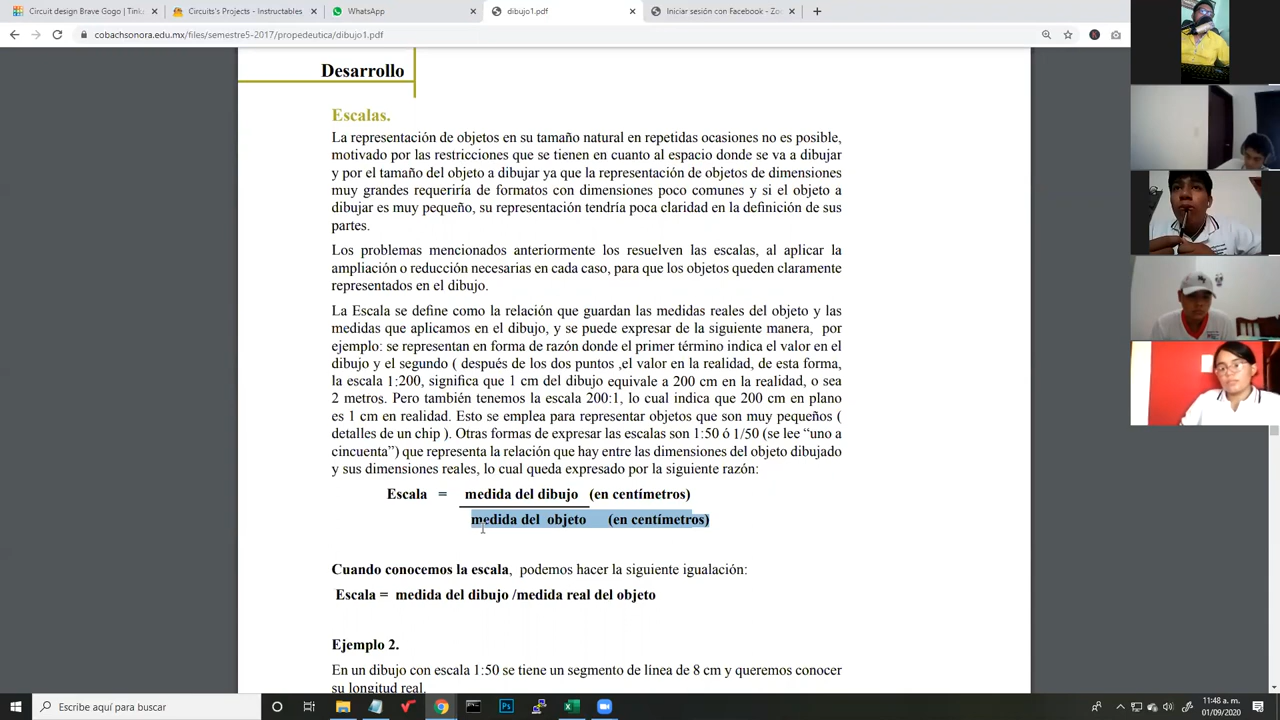 Circuit design Brave Gogo | Tink
Circuits's Projects - Instructables
WhatsApp
dibujo1.pdf
Iniciar sesión con Facebook - Zo
cobachsonora.edu.mx/files/semestre5-2017/propedeutica/dibujo1.pdf
Desarrollo
Escalas.
La representación de objetos en su tamaño natural en repetidas ocasiones no es posible,
motivado por las restricciones que se tienen en cuanto al espacio donde se va a dibujar
y por el tamaño del objeto a dibujar ya que la representación de objetos de dimensiones
muy grandes requeriría de formatos con dimensiones poco comunes y si el objeto a
dibujar es muy pequeño, su representación tendría poca claridad en la definición de sus
partes.
Los problemas mencionados anteriormente los resuelven las escalas, al aplicar la
ampliación o reducción necesarias en cada caso, para que los objetos queden claramente
representados en el dibujo.
La Escala se define como la relación que guardan las medidas reales del objeto y las
medidas que aplicamos en el dibujo, y se puede expresar de la siguiente manera, por
ejemplo: se representan en forma de razón donde el primer término indica el valor en el
dibujo y el segundo ( después de los dos puntos ,el valor en la realidad, de esta forma,
la escala 1:200, significa que 1 cm del dibujo equivale a 200 cm en la realidad, o sea
2 metros. Pero también tenemos la escala 200:1, lo cual indica que 200 cm en plano
es 1 cm en realidad. Esto se emplea para representar objetos que son muy pequeños (
detalles de un chip ). Otras formas de expresar las escalas son 1:50 ó 1/50 (se lee “uno a
cincuenta”) que representa la relación que hay entre las dimensiones del objeto dibujado
y sus dimensiones reales, lo cual queda expresado por la siguiente razón:
Escala = medida del dibujo (en centímetros)
medida del objeto (en centímetros)
Cuando conocemos la escala, podemos hacer la siguiente igualación:
Escala = medida del dibujo /medida real del objeto
Ejemplo 2.
En un dibujo con escala 1:50 se tiene un segmento de línea de 8 cm y queremos conocer
su longitud real.
Escribe aquí para buscar
11:48 a. m.
01/09/2020